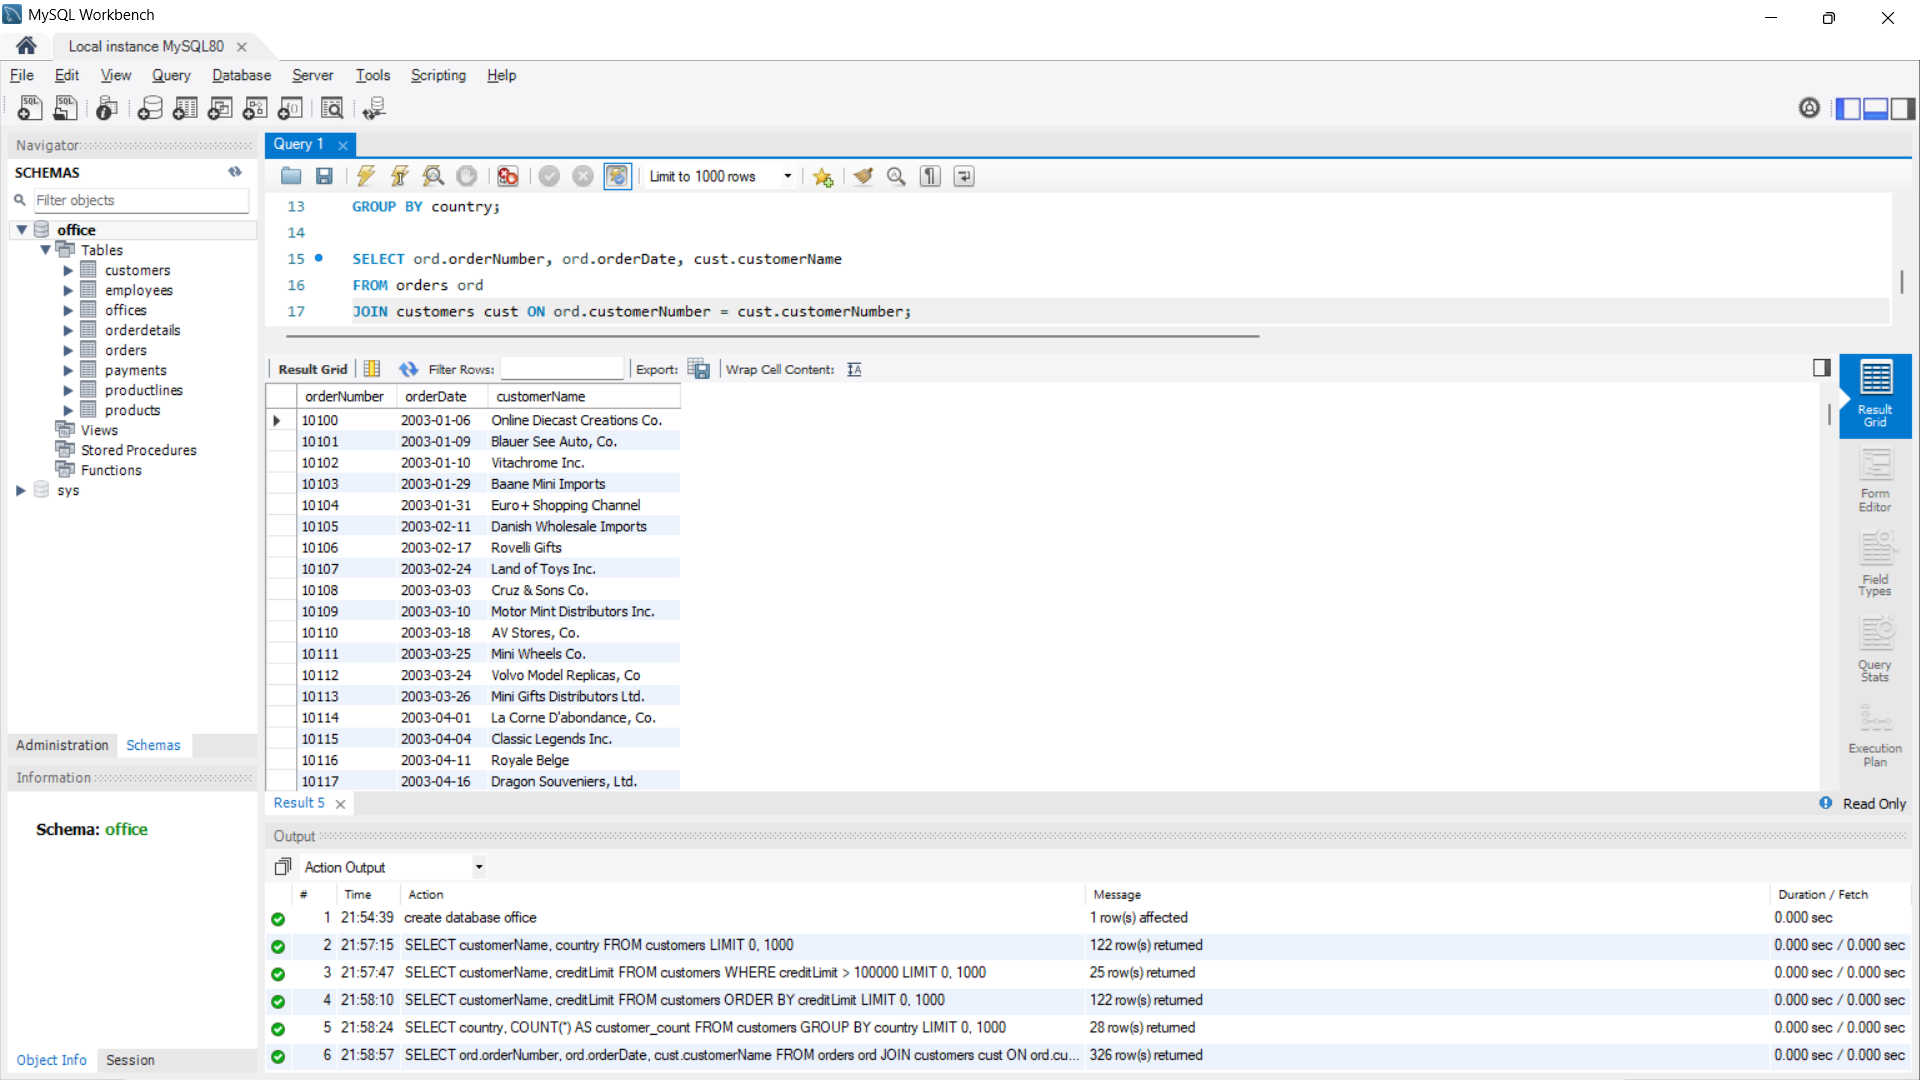 MySQL Workbench
Local instance MySQL80
File Edit View Query Database Server Tools Scripting Help
Navigator
SCHEMAS
Filter objects
office
Tables
customers
employees
offices
orderdetails
orders
payments
productlines
products
Views
Stored Procedures
Functions
sys
Administration Schemas
Information
Schema: office
Object Info Session
Query 1
Limit to 1000 rows
13 GROUP BY country;
14
15 SELECT ord.orderNumber, ord.orderDate, cust.customerName
16 FROM orders ord
17 JOIN customers cust ON ord.customerNumber = cust.customerNumber;
Result Grid Filter Rows: Export: Wrap Cell Content:
orderNumber orderDate customerName
10100 2003-01-06 Online Diecast Creations Co.
10101 2003-01-09 Blauer See Auto, Co.
10102 2003-01-10 Vitachrome Inc.
10103 2003-01-29 Baane Mini Imports
10104 2003-01-31 Euro+ Shopping Channel
10105 2003-02-11 Danish Wholesale Imports
10106 2003-02-17 Rovelli Gifts
10107 2003-02-24 Land of Toys Inc.
10108 2003-03-03 Cruz & Sons Co.
10109 2003-03-10 Motor Mint Distributors Inc.
10110 2003-03-18 AV Stores, Co.
10111 2003-03-25 Mini Wheels Co.
10112 2003-03-24 Volvo Model Replicas, Co
10113 2003-03-26 Mini Gifts Distributors Ltd.
10114 2003-04-01 La Corne D'abondance, Co.
10115 2003-04-04 Classic Legends Inc.
10116 2003-04-11 Royale Belge
10117 2003-04-16 Dragon Souveniers, Ltd.
Result
Grid
Form
Editor
Field
Types
Query
Stats
Execution
Plan
Result 5
Read Only
Output
Action Output
# Time Action Message Duration / Fetch
1 21:54:39 create database office 1 row(s) affected 0.000 sec
2 21:57:15 SELECT customerName, country FROM customers LIMIT 0, 1000 122 row(s) returned 0.000 sec / 0.000 sec
3 21:57:47 SELECT customerName, creditLimit FROM customers WHERE creditLimit > 100000 LIMIT 0, 1000 25 row(s) returned 0.000 sec / 0.000 sec
4 21:58:10 SELECT customerName, creditLimit FROM customers ORDER BY creditLimit LIMIT 0, 1000 122 row(s) returned 0.000 sec / 0.000 sec
5 21:58:24 SELECT country, COUNT(*) AS customer_count FROM customers GROUP BY country LIMIT 0, 1000 28 row(s) returned 0.000 sec / 0.000 sec
6 21:58:57 SELECT ord.orderNumber, ord.orderDate, cust.customerName FROM orders ord JOIN customers cust ON ord.cu... 326 row(s) returned 0.000 sec / 0.000 sec